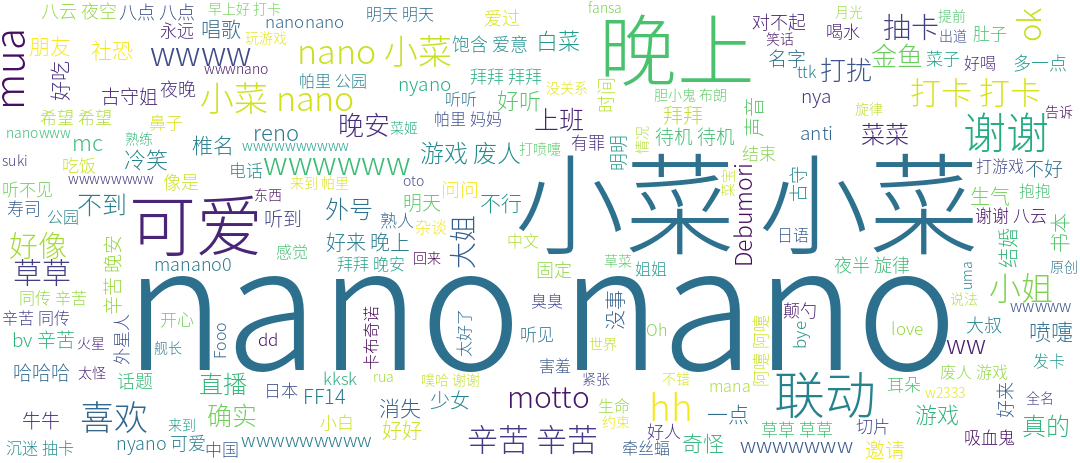 八云 夜空 八点 八点 早上好 打卡 nanonano 明天 明天 爱过 fansa 月光 提前 ok
mua 永远 唱歌 玩游戏 对不起 喝水 出道 抽卡 肚子
朋友 社恐 wwww nano 小菜 饱含 爱意 白菜 晚上 笑话 金鱼 菜子 好喝
好吃 古守姐 夜晚 wwwnano 帕里 公园 nyano 拜拜 拜拜 没关系 名字 ttk 打扰 多一点
希望 希望 小菜 nano 听听 好听 时间 胆小鬼 布朗 nya 旋律 打卡 打卡
nanowww 鼻子 晚安 菜姬 帕里 妈妈 上班 拜拜 声音 告诉
mc 熟练 椎名 reno wwwwwwwwww 打喷嚏 有罪 待机 待机 anti 菜菜 谢谢
suki 吃饭 冷笑 电话 wwwwwww 游戏 废人 明明 情况 结束 打游戏 不好
wwwwwwww 像是 东西 来到 帕里 oto 问问 小菜 小菜 菜宝 古守 生气 抱抱
听不见 寿司 公园 不到 可爱 听到 外号 明天 熟人 杂谈 不行 Debumori 日语 谢谢 八云 书本
好像 辛苦 晚安 感觉 好来 晚上 大姐 中文 草菜 结婚 原创
草草 manano0 拜拜 晚安 回来 固定 姐姐 夜半 旋律 uma 小姐
同传 辛苦 nano nano 臭臭 没事 颠勺 说法
辛苦 同传 外星人 开心 Fooo 卡布奇诺 太好了 听见 Oh 阿嚏 阿嚏 bye love 大叔 wwwww
bv 辛苦 火星 舰长 dd 世界 ww 喷嚏
哈哈哈 太怪 话题 直播 日本 kksk rua 噗哈 谢谢 害羞 紧张 不错 mana 联动 耳朵 废人 游戏 发卡
喜欢 确实 FF14 消失 少女 motto 生命 约束 hh 一点 w2333 游戏 好来 全名
牛牛 小白 好好 辛苦 辛苦 好人 草草 草草 切片 真的
沉迷 抽卡 nyano 可爱 来到 中国 wwwwwwwwww 牵丝蝠 奇怪 wwwwwww 邀请 吸血鬼